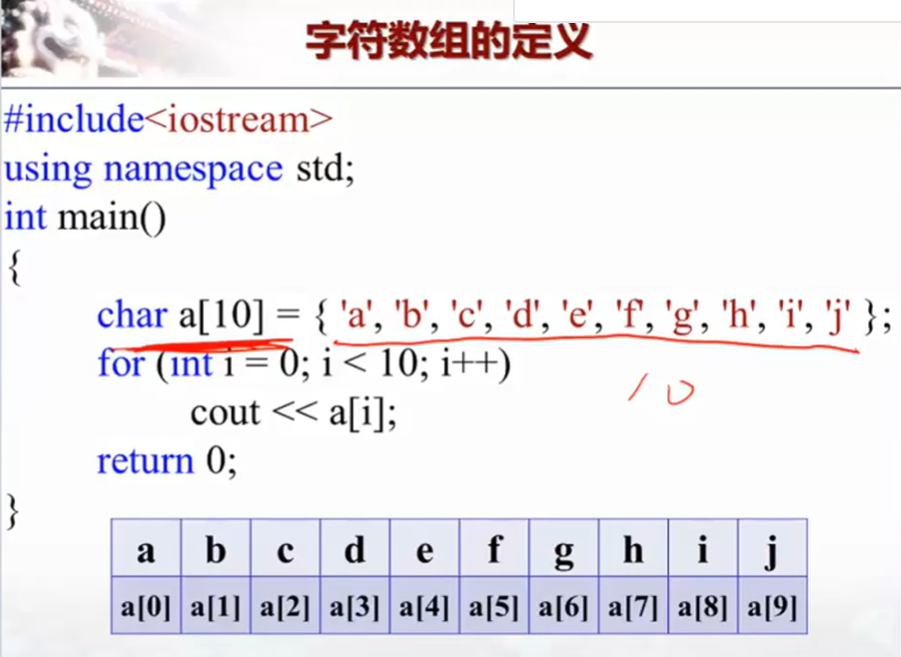 字符数组的定义
#include<iostream>
using namespace std;
int main()
{
char a[10] = { 'a', 'b', 'c', 'd', 'e', 'f', 'g', 'h', 'i', 'j' };
for (int i = 0; i < 10; i++)
10
cout << a[i];
return 0;
}
a b c d e f g h i j
a[0] a[1] a[2] a[3] a[4] a[5] a[6] a[7] a[8] a[9]